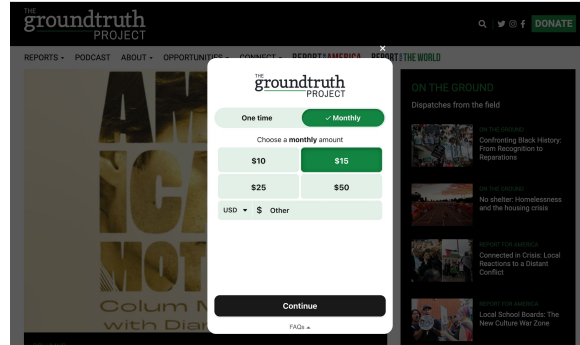 THE
groundtruth
PROJECT
DONATE
REPORTS PODCAST ABOUT OPPORTUNITIES CONNECT REPORT AMERICA REPORT THE WORLD
THE
groundtruth
PROJECT
One time ✓ Monthly
Choose a monthly amount
$10 $15
$25 $50
USD $ Other
Continue
FAQs
AM
ICA
MOT
Colum
with Dian
ON THE GROUND
Dispatches from the field
ON THE GROUND
Confronting Black History:
From Recognition to
Reparations
ON THE GROUND
No shelter: Homelessness
and the housing crisis
REPORT FOR AMERICA
Connected in Crisis: Local
Reactions to a Distant
Conflict
REPORT FOR AMERICA
Local School Boards: The
New Culture War Zone